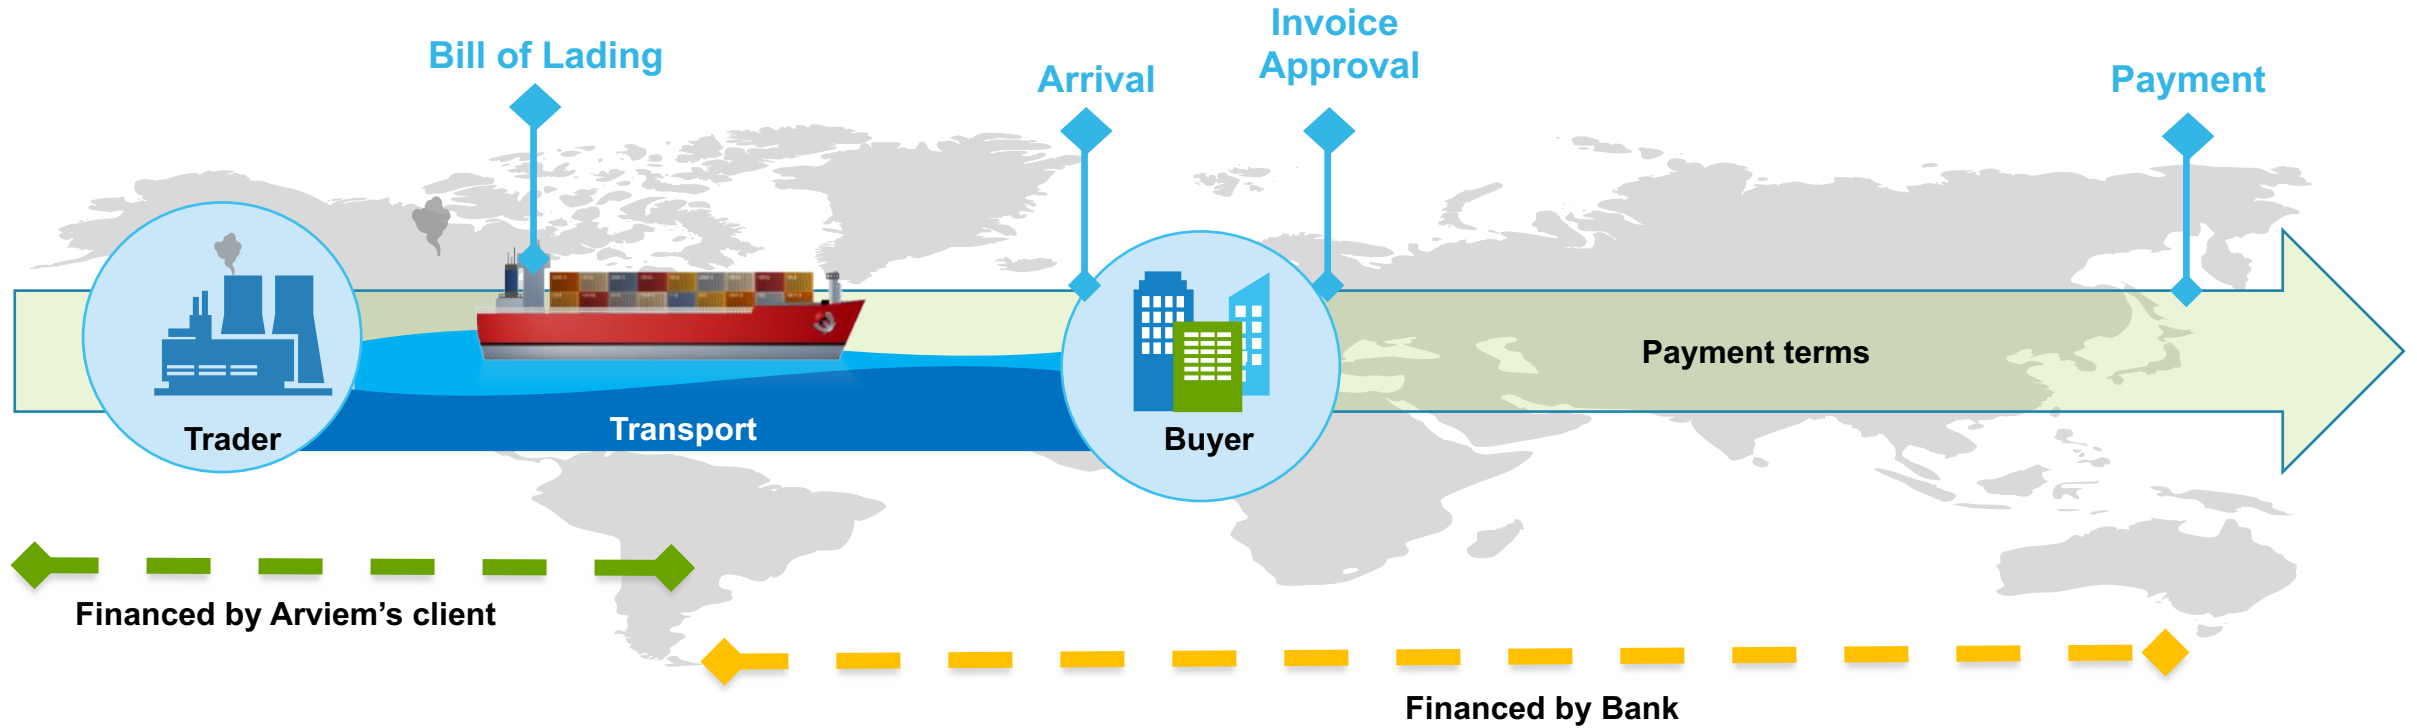 Bill of Lading
Arrival
Invoice
Approval
Payment
Trader
Transport
Buyer
Payment terms
Financed by Arviem’s client
Financed by Bank